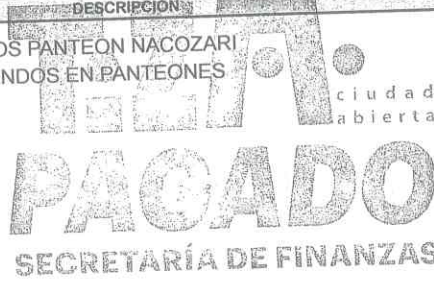 DESCRIPCION
OS PANTEON NACOZARI
NDOS EN PANTEONES
ciudad
abierta
PAGADO
SECRETARÍA DE FINANZAS